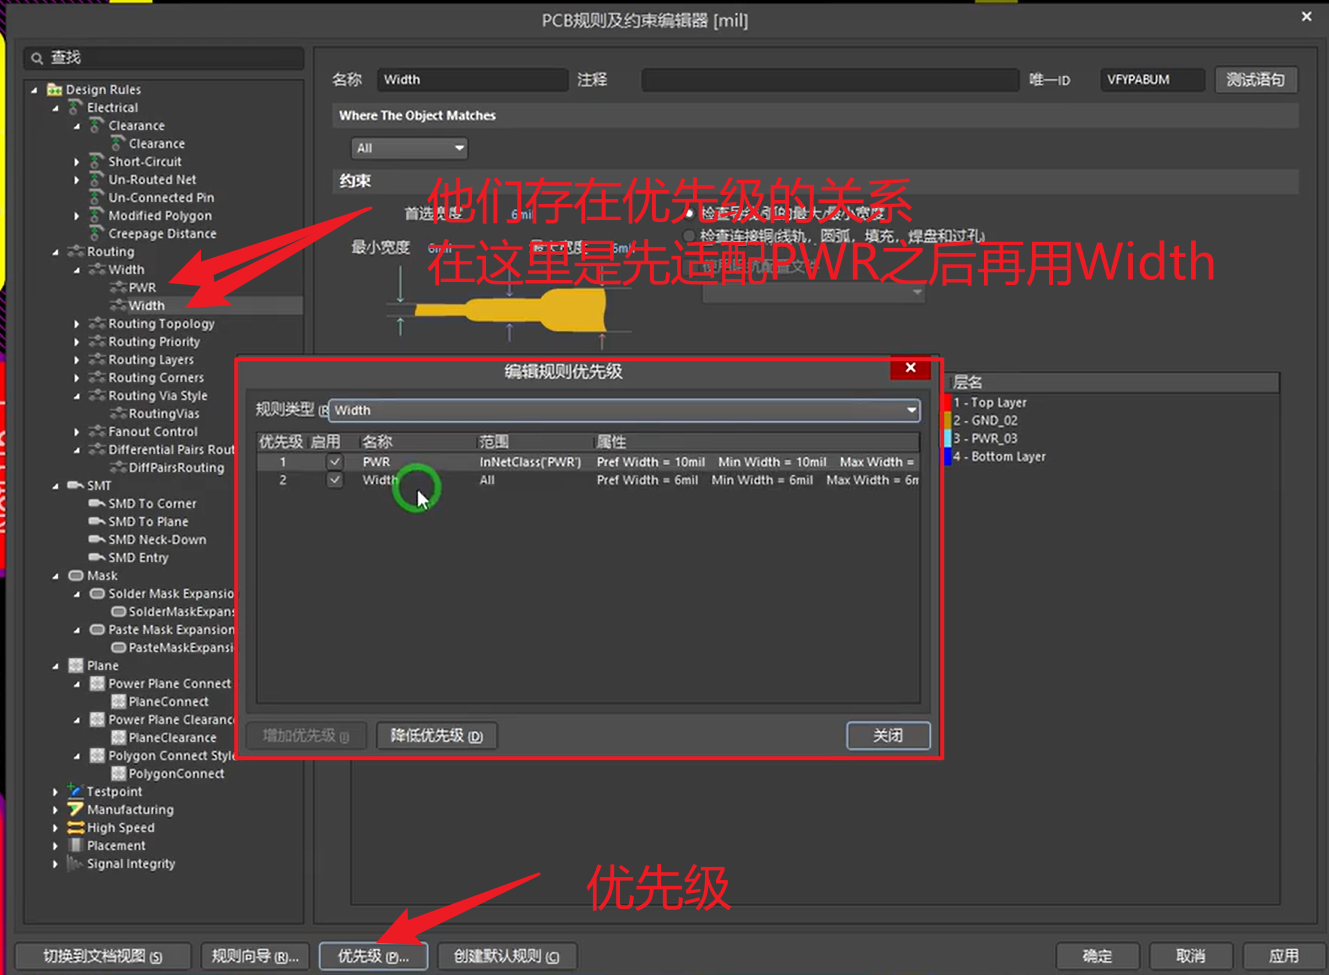 PCB规则及约束编辑器 [mil]
查找
Design Rules
Electrical
Clearance
Clearance
Short-Circuit
Un-Routed Net
Un-Connected Pin
Modified Polygon
Creepage Distance
Routing
Width
PWR
Width
Routing Topology
Routing Priority
Routing Layers
Routing Corners
Routing Via Style
RoutingVias
Fanout Control
Differential Pairs Rout
DiffPairsRouting
SMT
SMD To Corner
SMD To Plane
SMD Neck-Down
SMD Entry
Mask
Solder Mask Expansio
SolderMaskExpans
Paste Mask Expansion
PasteMaskExpansi
Plane
Power Plane Connect
PlaneConnect
Power Plane Clearance
PlaneClearance
Polygon Connect Style
PolygonConnect
Testpoint
Manufacturing
High Speed
Placement
Signal Integrity
名称 Width 注释 唯一ID VFYPABUM 测试语句
Where The Object Matches
All
约束
他们存在优先级的关系
在这里是先适配PWR之后再用Width
首选宽度 6mil
检查导线/弧的最大/最小宽度
检查连接铜(线轨，圆弧，填充，焊盘和过孔)
最小宽度 6mil 最大宽度 6mil
层名
1 - Top Layer
2 - GND_02
3 - PWR_03
4 - Bottom Layer
编辑规则优先级
规则类型 (R Width
优先级 启用 名称 范围 属性
1 PWR InNetClass('PWR') Pref Width = 10mil Min Width = 10mil Max Width =
2 Width All Pref Width = 6mil Min Width = 6mil Max Width = 6m
增加优先级 (I) 降低优先级 (D) 关闭
优先级
切换到文档视图 (S) 规则向导 (R)... 优先级 (P)... 创建默认规则 (C) 确定 取消 应用